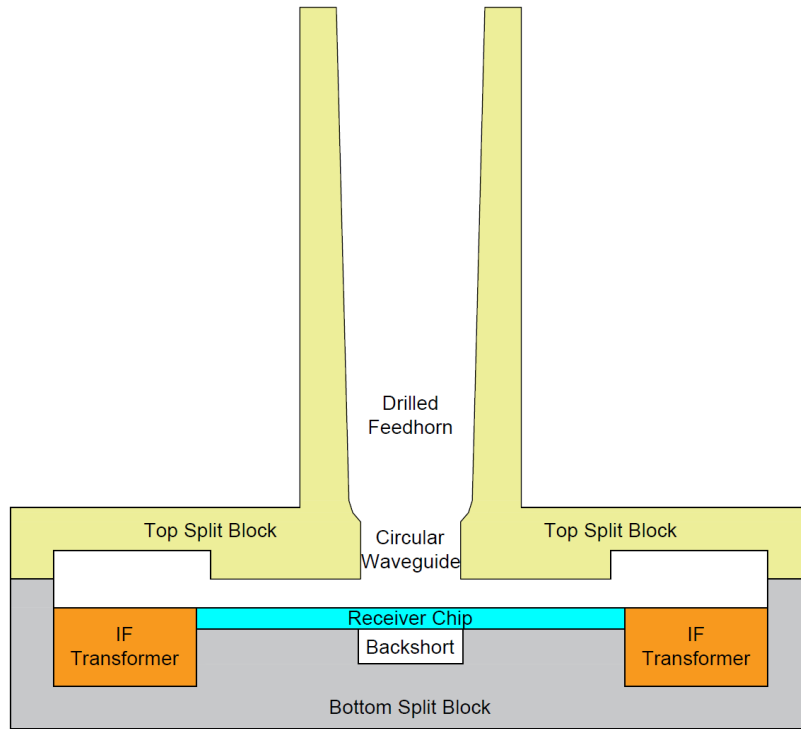 Drilled
Feedhorn
Top Split Block
Circular
Waveguide
Top Split Block
Receiver Chip
IF
Transformer
Backshort
IF
Transformer
Bottom Split Block